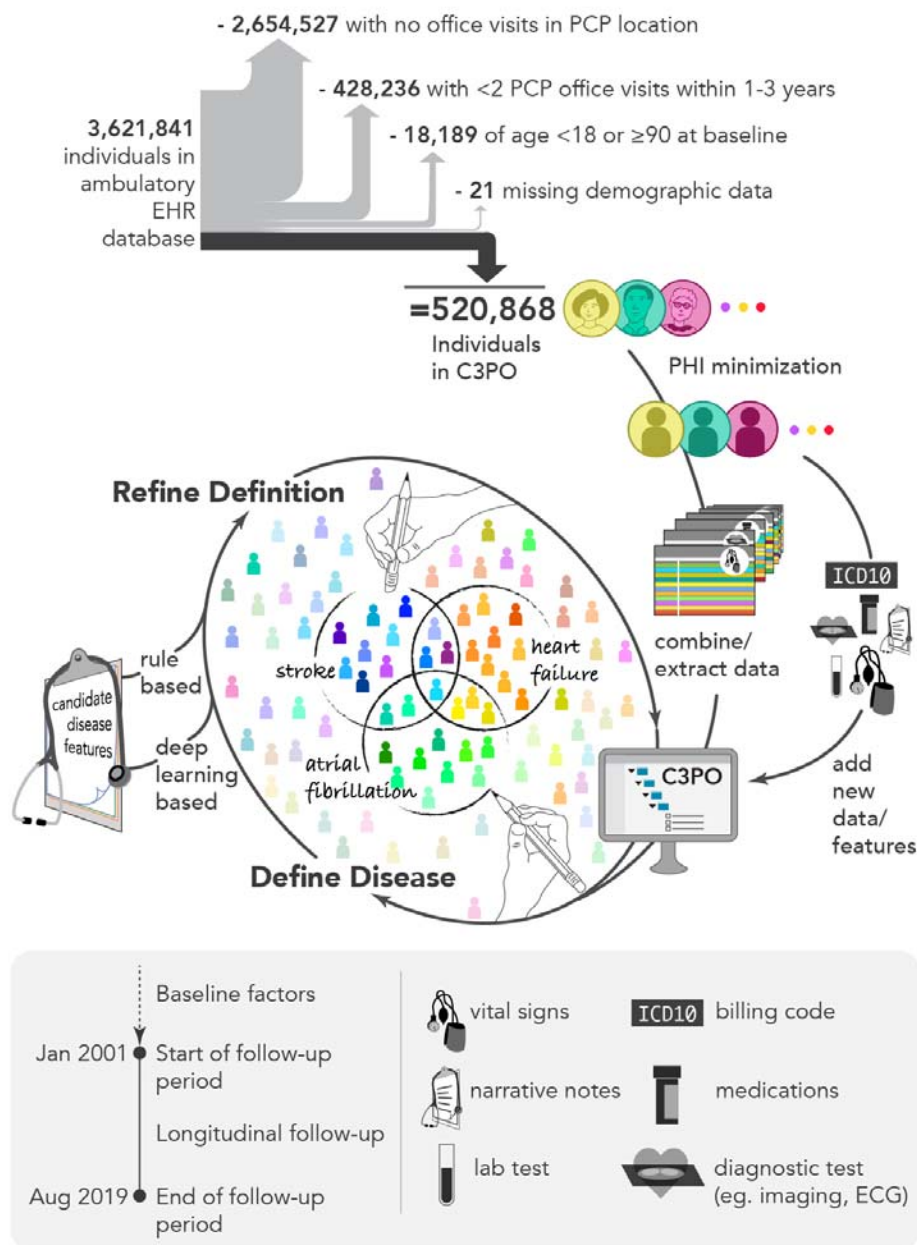 - 2,654,527 with no office visits in PCP location
- 428,236 with <2 PCP office visits within 1-3 years
- 18,189 of age <18 or ≥90 at baseline
- 21 missing demographic data
3,621,841
individuals in
ambulatory
EHR
database
=520,868
Individuals
in C3PO
PHI minimization
Refine Definition
rule
based
candidate
disease
features
deep
learning
based
stroke
heart
failure
atrial
fibrillation
Define Disease
combine/
extract data
ICD10
C3PO
add
new
data/
features
Baseline factors
Jan 2001
Start of follow-up
period
Longitudinal follow-up
Aug 2019
End of follow-up
period
vital signs
narrative notes
lab test
ICD10 billing code
medications
diagnostic test
(eg. imaging, ECG)